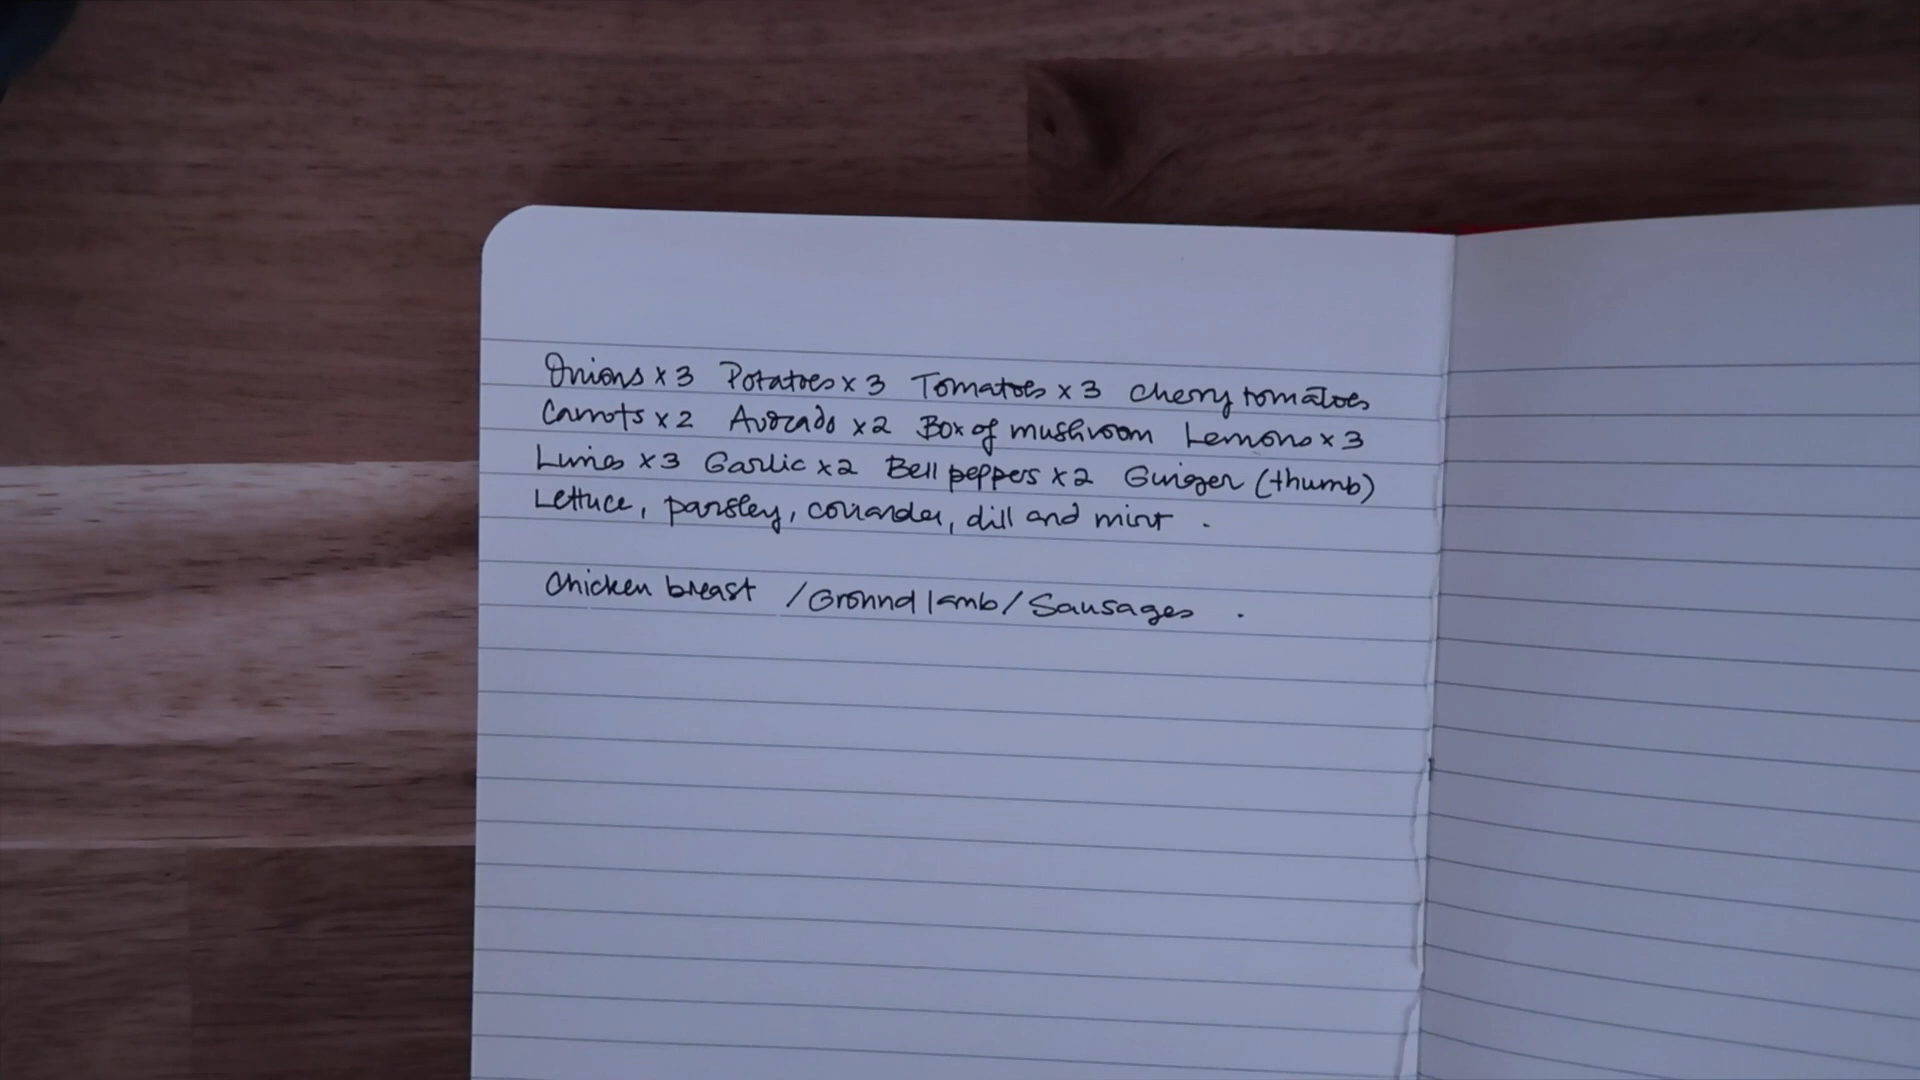 Onions x 3 Potatoes x 3 Tomatoes x 3 Cherry tomatoes
Carrots x 2 Avocado x 2 Box of mushroom Lemons x 3
Limes x 3 Garlic x 2 Bell peppers x 2 Ginger (thumb)
Lettuce, parsley, coriander, dill and mint .
Chicken breast / Ground lamb / Sausages .